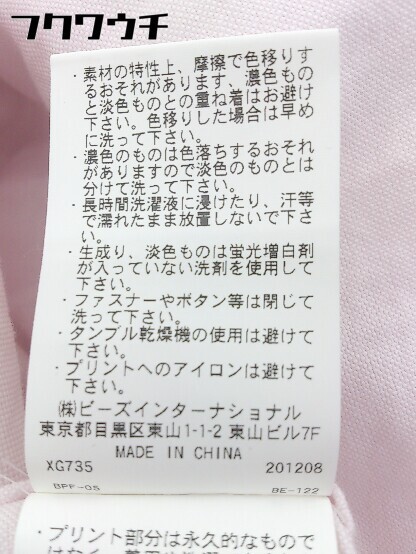 フクウウチ
・素材の特性上、摩擦で色移りす
るおそれがあります、濃色もの
と淡色ものとの重ね着はお避け
下さい。色移りした場合は早め
に洗って下さい。
・濃色のものは色落ちするおそれ
がありますので淡色のものとは
分けて洗って下さい。
・長時間洗濯液に浸けたり、汗等
で濡れたまま放置しないで下さ
い。
・生成り、淡色ものは蛍光増白剤
が入っていない洗剤を使用して
下さい。
・ファスナーやボタン等は閉じて
洗って下さい。
・タンブル乾燥機の使用は避けて
下さい。
・プリントへのアイロンは避けて
下さい。
㈱ビーズインターナショナル
東京都目黒区東山1-1-2 東山ビル7F
MADE IN CHINA
XG735 201208
BPF-05 BE-122
・プリント部分は永久的なもので